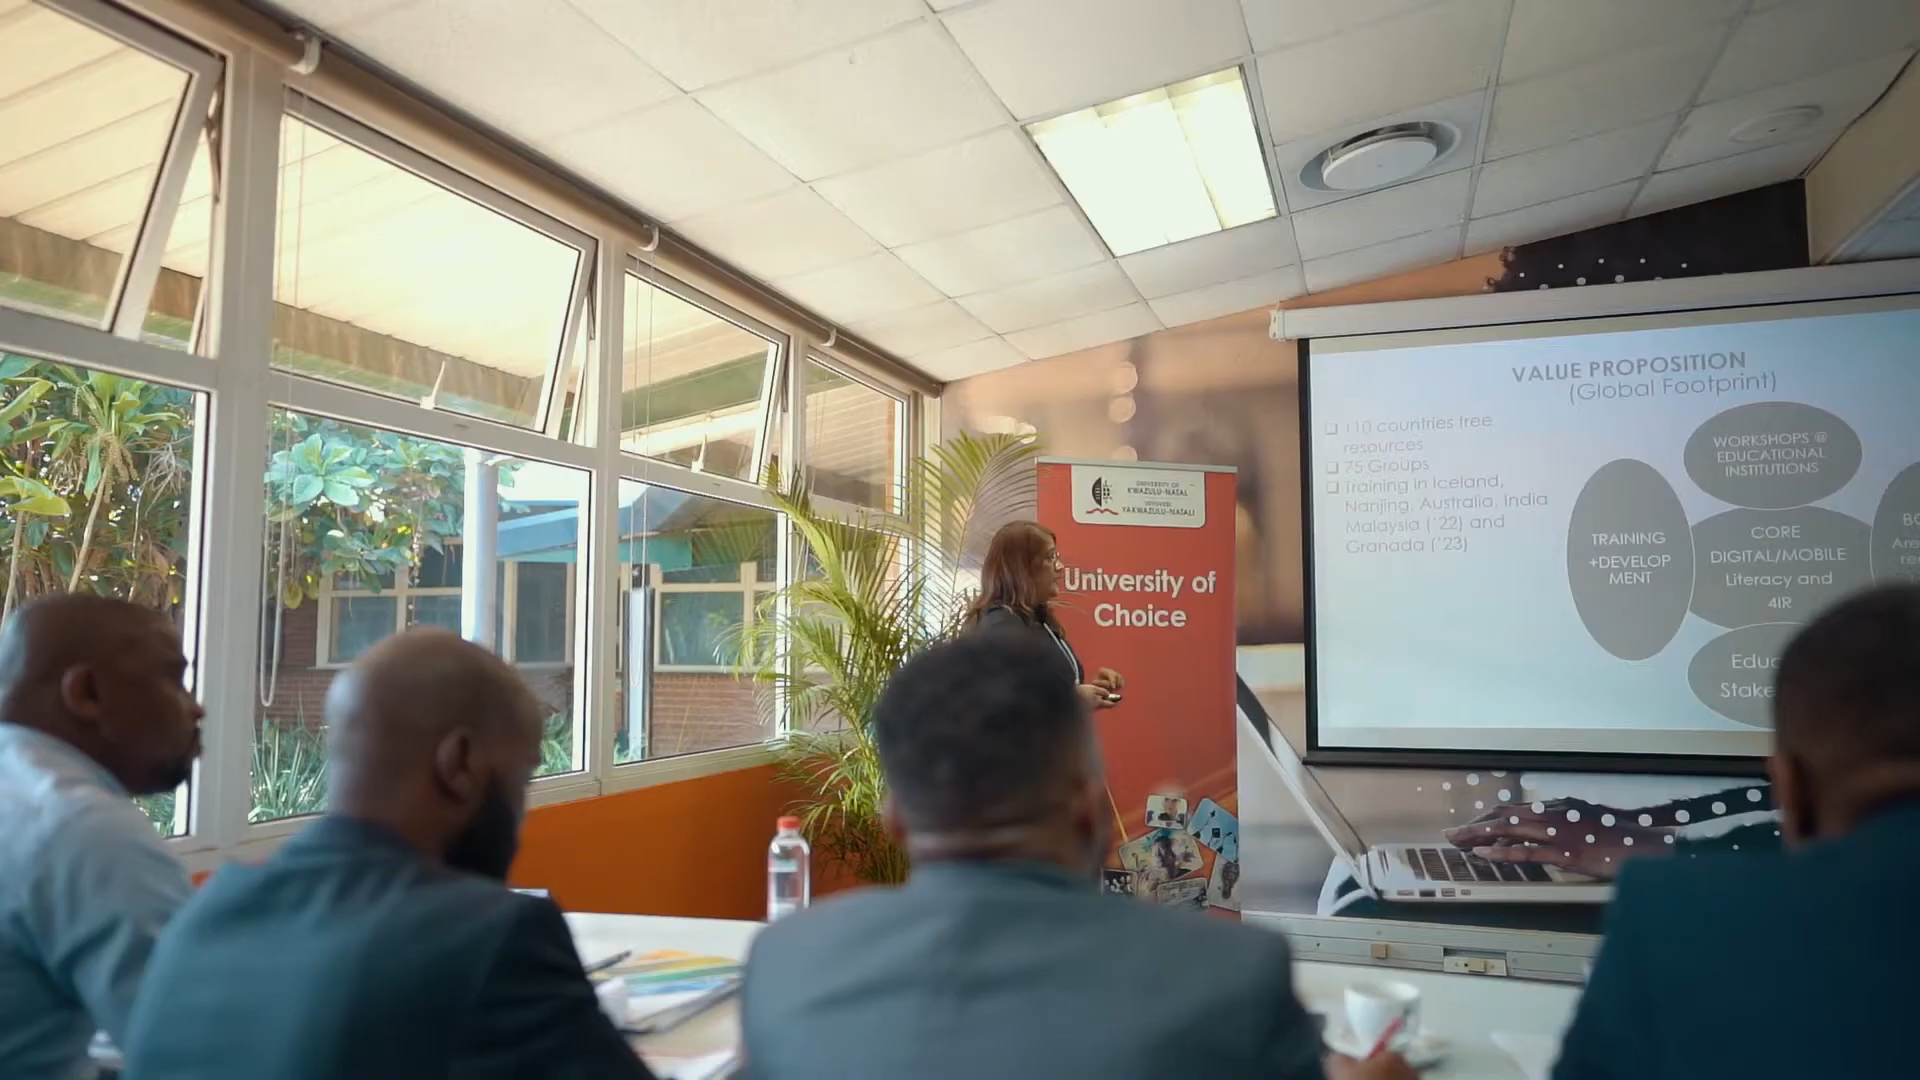 UNIVERSITY OF
KWAZULU-NATAL
INYUVESI
YAKWAZULU-NATALI
University of
Choice
VALUE PROPOSITION
(Global Footprint)
❑ 110 countries free
resources
❑ 75 Groups
❑ Training in Iceland,
Nanjing, Australia, India
Malaysia ('22) and
Granada ('23)
WORKSHOPS @
EDUCATIONAL
INSTITUTIONS
TRAINING
+DEVELOP
MENT
CORE
DIGITAL/MOBILE
Literacy and
4IR